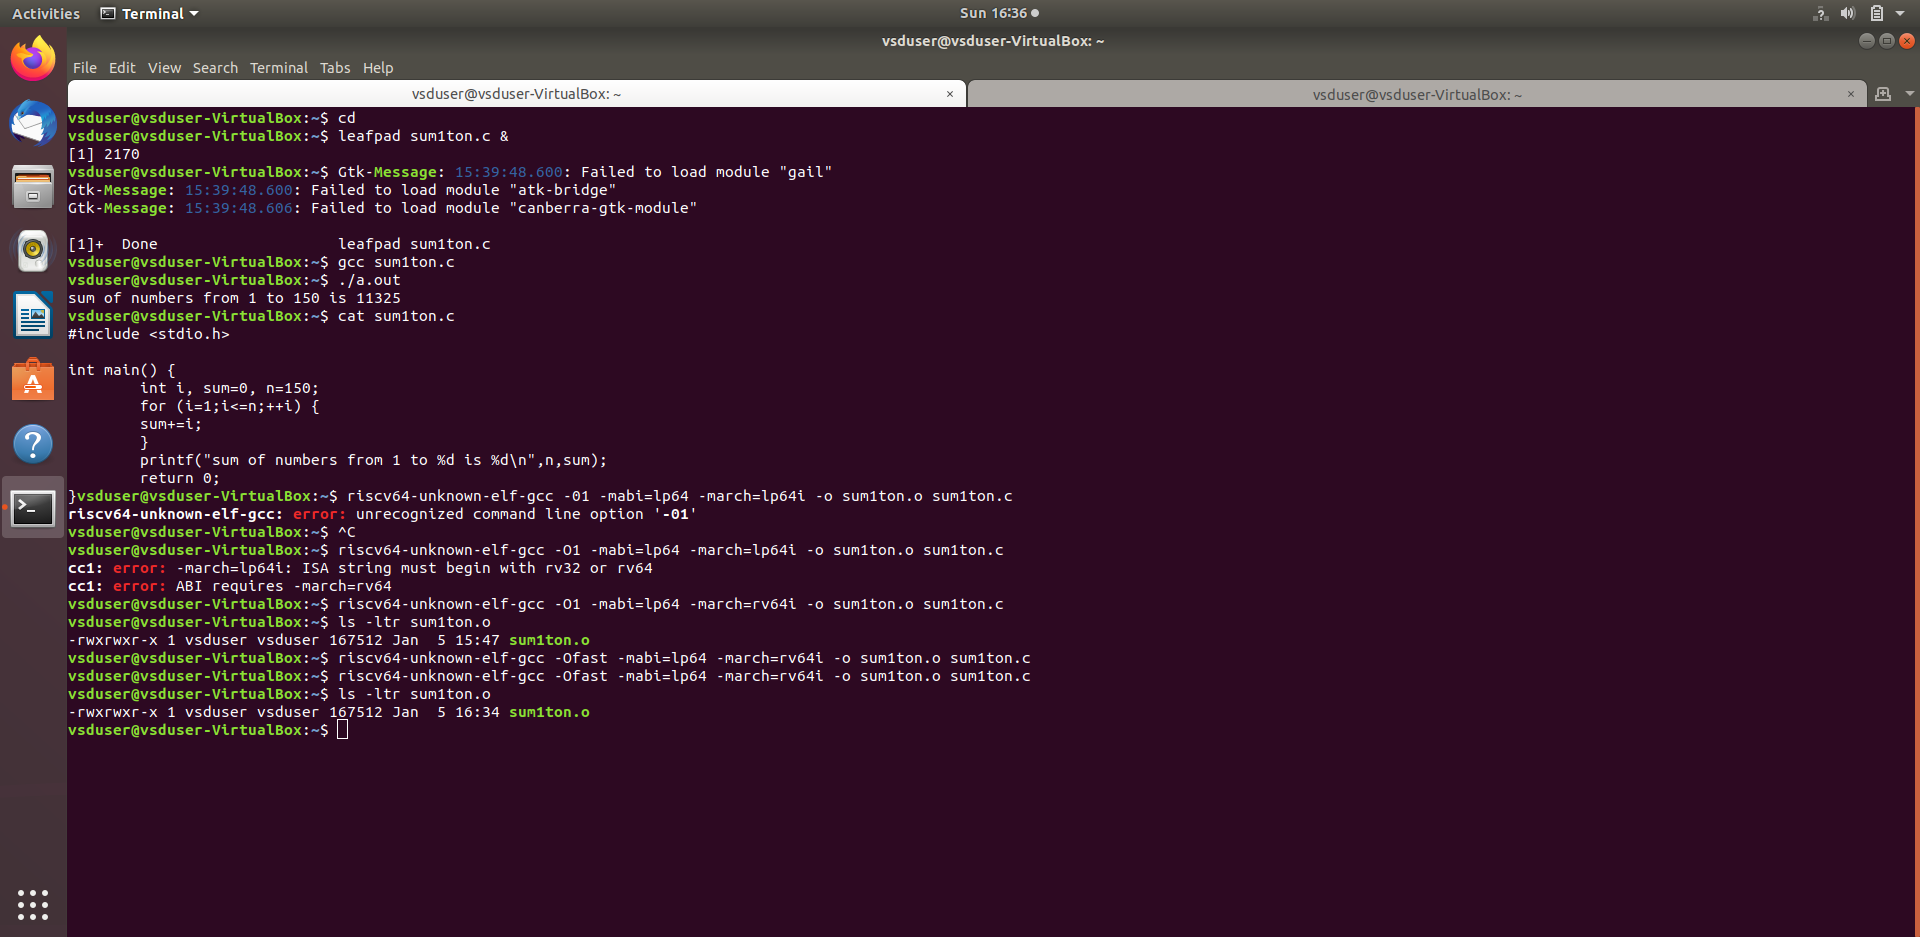 Activities Terminal Sun 16:36
vsduser@vsduser-VirtualBox: ~
File Edit View Search Terminal Tabs Help
vsduser@vsduser-VirtualBox: ~ × vsduser@vsduser-VirtualBox: ~ ×
vsduser@vsduser-VirtualBox:~$ cd
vsduser@vsduser-VirtualBox:~$ leafpad sum1ton.c &
[1] 2170
vsduser@vsduser-VirtualBox:~$ Gtk-Message: 15:39:48.600: Failed to load module "gail"
Gtk-Message: 15:39:48.600: Failed to load module "atk-bridge"
Gtk-Message: 15:39:48.606: Failed to load module "canberra-gtk-module"
[1]+  Done                    leafpad sum1ton.c
vsduser@vsduser-VirtualBox:~$ gcc sum1ton.c
vsduser@vsduser-VirtualBox:~$ ./a.out
sum of numbers from 1 to 150 is 11325
vsduser@vsduser-VirtualBox:~$ cat sum1ton.c
#include <stdio.h>
int main() {
        int i, sum=0, n=150;
        for (i=1;i<=n;++i) {
        sum+=i;
        }
        printf("sum of numbers from 1 to %d is %d\n",n,sum);
        return 0;
}vsduser@vsduser-VirtualBox:~$ riscv64-unknown-elf-gcc -01 -mabi=lp64 -march=lp64i -o sum1ton.o sum1ton.c
riscv64-unknown-elf-gcc: error: unrecognized command line option '-01'
vsduser@vsduser-VirtualBox:~$ ^C
vsduser@vsduser-VirtualBox:~$ riscv64-unknown-elf-gcc -O1 -mabi=lp64 -march=lp64i -o sum1ton.o sum1ton.c
cc1: error: -march=lp64i: ISA string must begin with rv32 or rv64
cc1: error: ABI requires -march=rv64
vsduser@vsduser-VirtualBox:~$ riscv64-unknown-elf-gcc -O1 -mabi=lp64 -march=rv64i -o sum1ton.o sum1ton.c
vsduser@vsduser-VirtualBox:~$ ls -ltr sum1ton.o
-rwxrwxr-x 1 vsduser vsduser 167512 Jan  5 15:47 sum1ton.o
vsduser@vsduser-VirtualBox:~$ riscv64-unknown-elf-gcc -Ofast -mabi=lp64 -march=rv64i -o sum1ton.o sum1ton.c
vsduser@vsduser-VirtualBox:~$ riscv64-unknown-elf-gcc -Ofast -mabi=lp64 -march=rv64i -o sum1ton.o sum1ton.c
vsduser@vsduser-VirtualBox:~$ ls -ltr sum1ton.o
-rwxrwxr-x 1 vsduser vsduser 167512 Jan  5 16:34 sum1ton.o
vsduser@vsduser-VirtualBox:~$